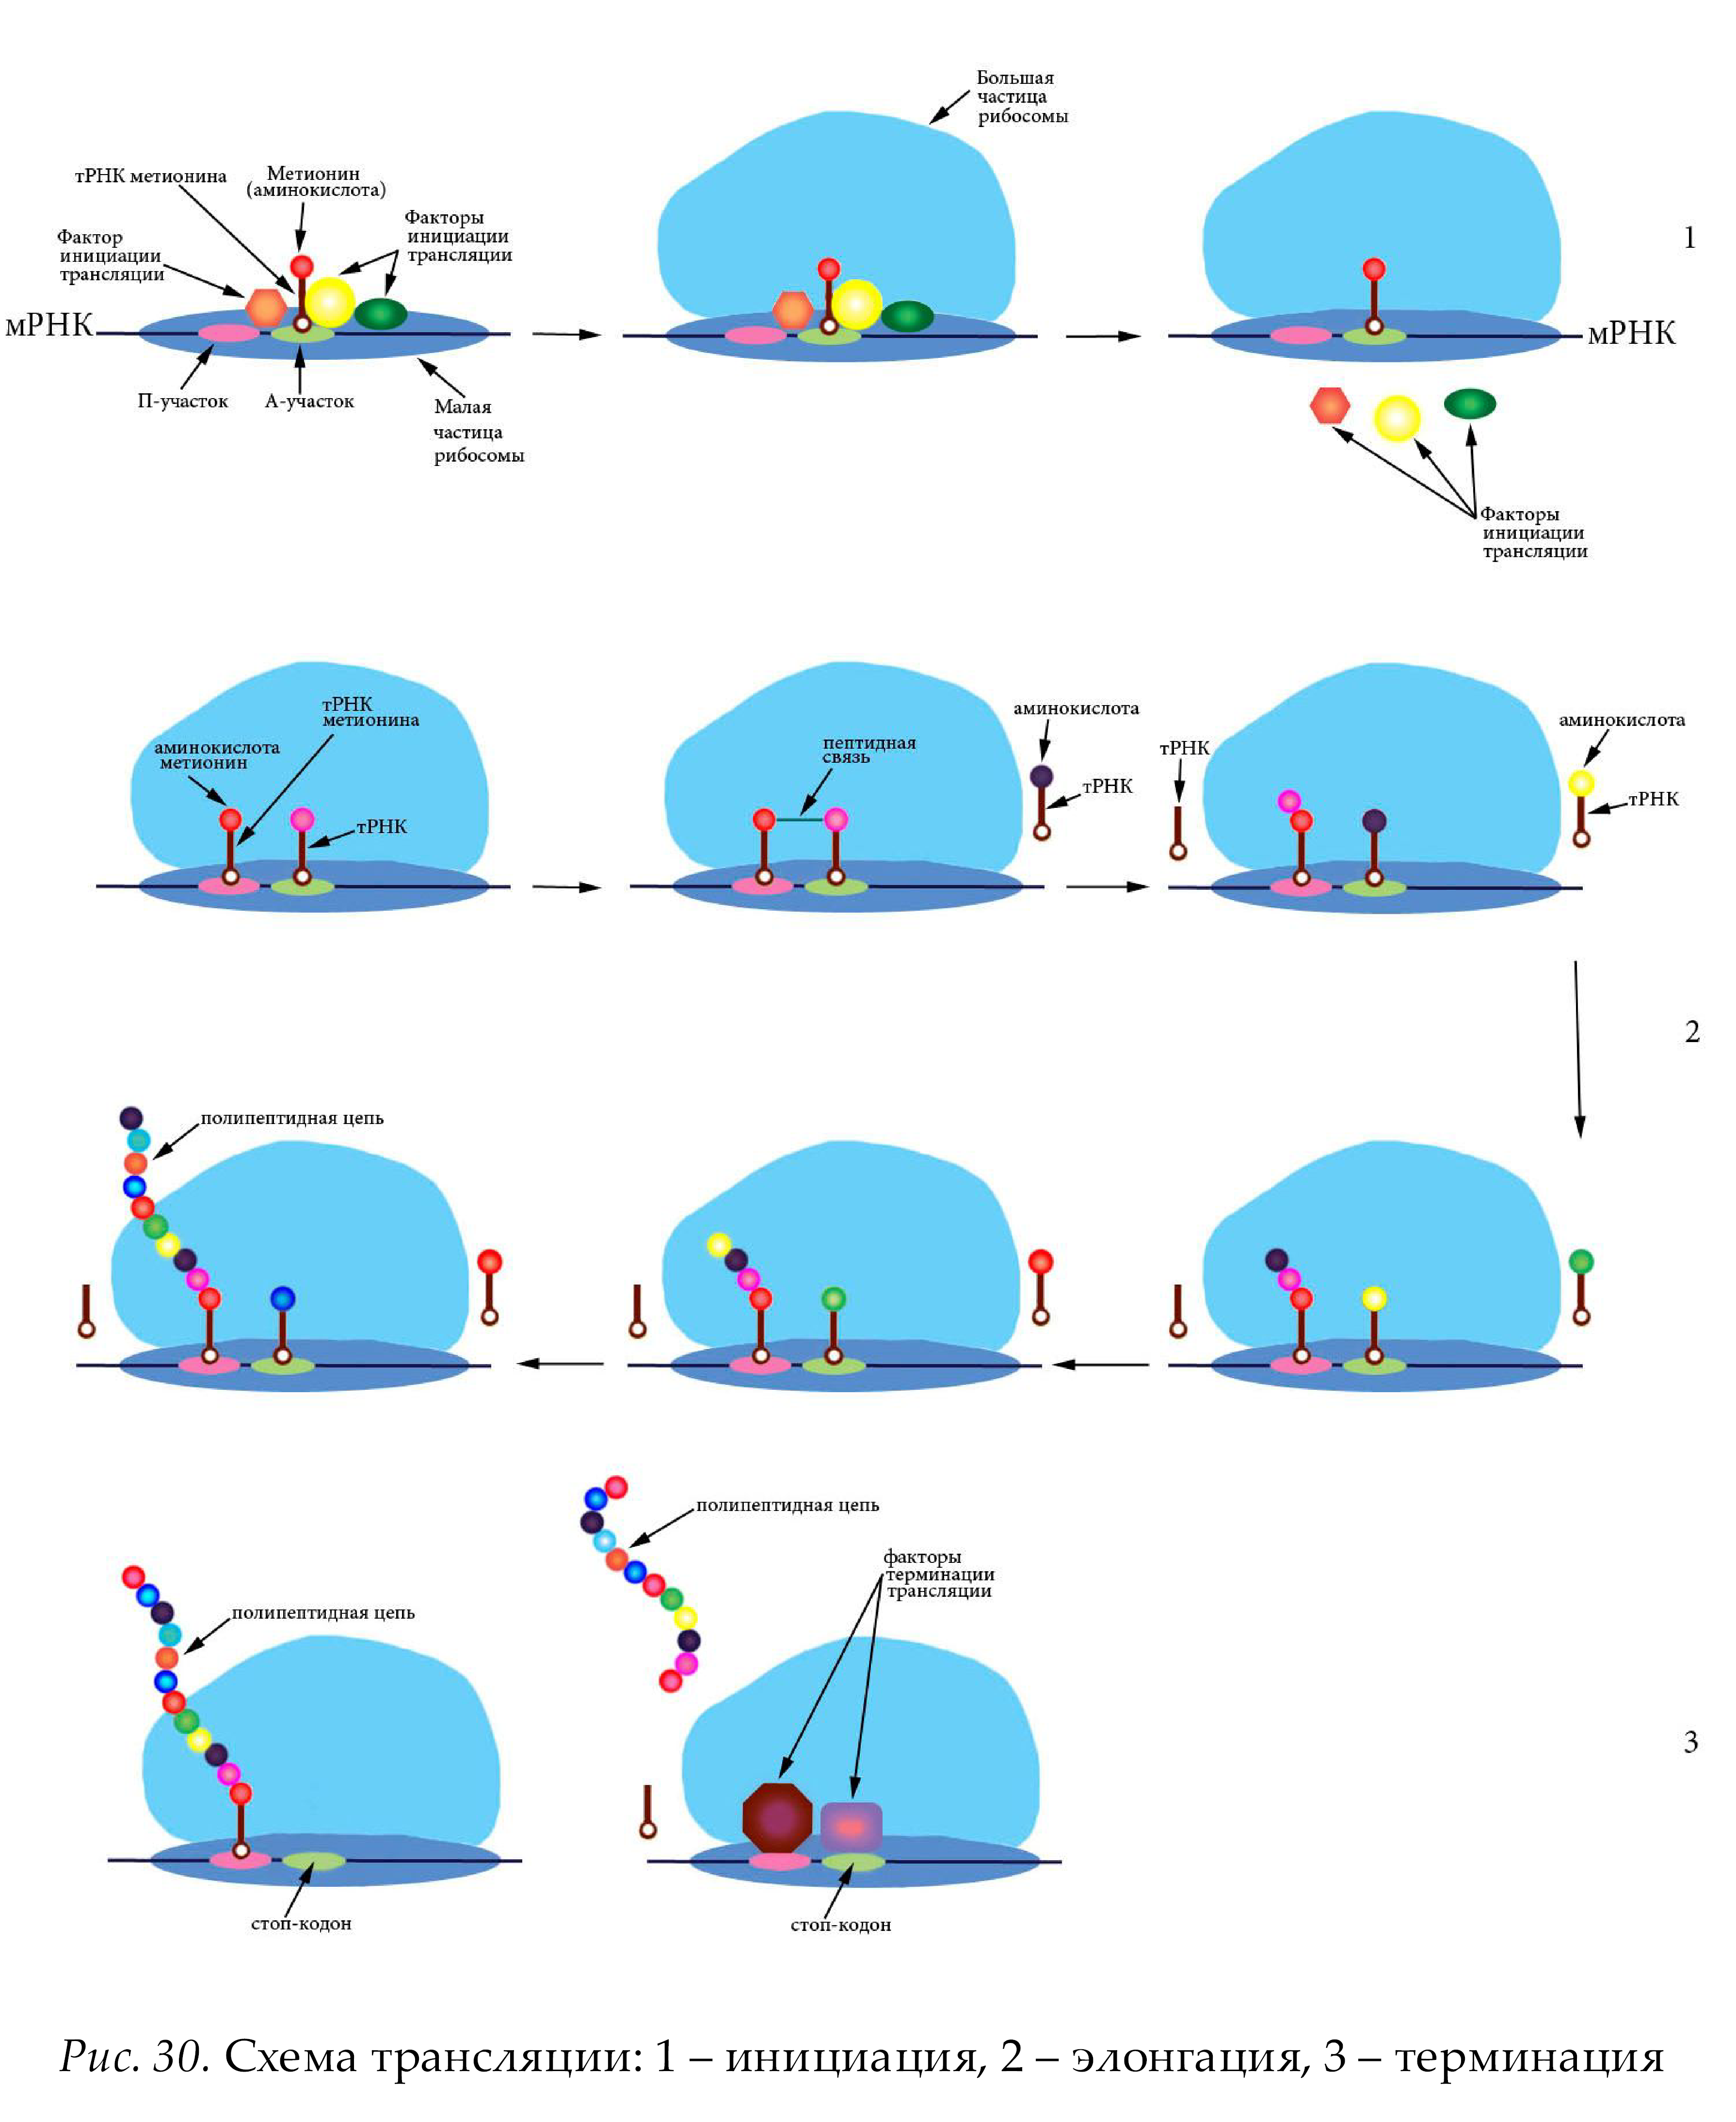 Большая
частица
рибосомы
тРНК метионина
Метионин
(аминокислота)
Фактор
инициации
трансляции
Факторы
инициации
трансляции
1
мРНК
мРНК
П-участок
А-участок
Малая
частица
рибосомы
Факторы
инициации
трансляции
тРНК
метионина
аминокислота
метионин
тРНК
пептидная
связь
аминокислота
тРНК
тРНК
аминокислота
тРНК
2
полипептидная цепь
полипептидная цепь
факторы
терминации
трансляции
полипептидная цепь
3
стоп-кодон
стоп-кодон
Рис. 30. Схема трансляции: 1 – инициация, 2 – элонгация, 3 – терминация